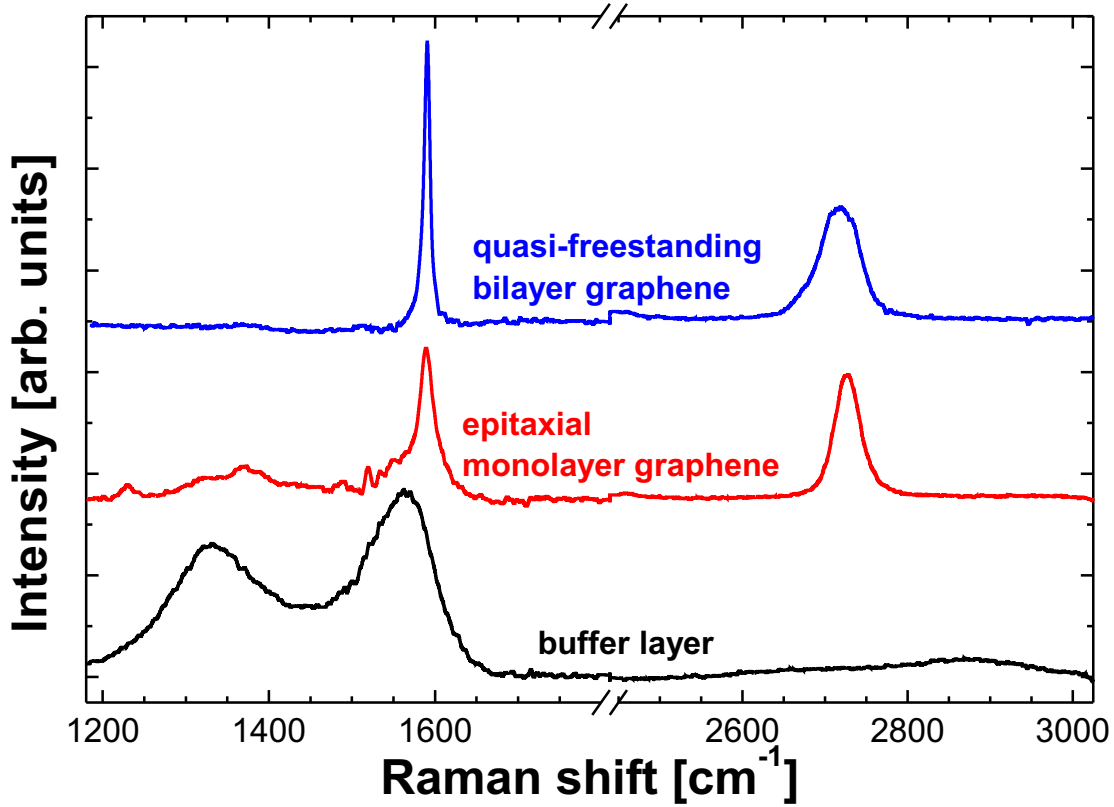 Intensity [arb. units]
quasi-freestanding
bilayer graphene
epitaxial
monolayer graphene
buffer layer
1200 1400 1600 2600 2800 3000
Raman shift [cm⁻¹]